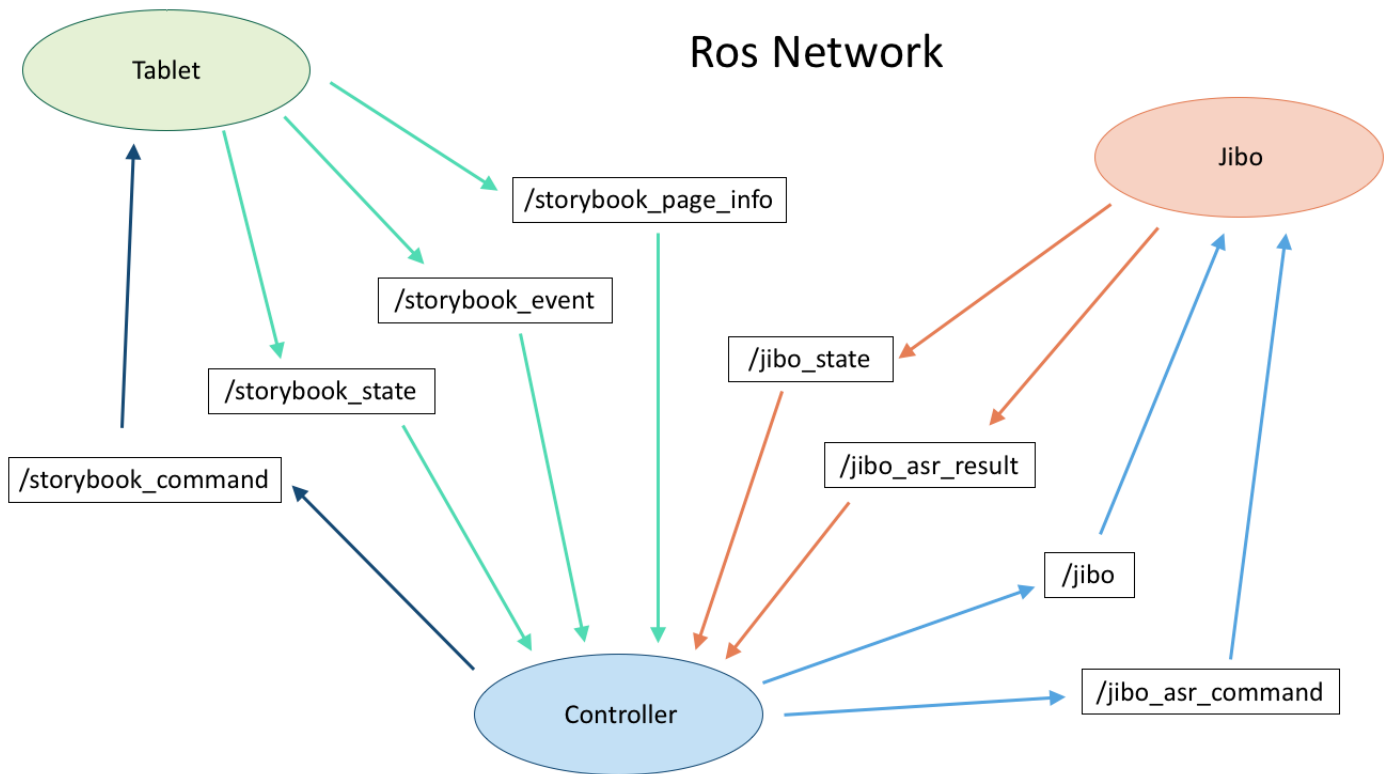 Ros Network
Tablet
Jibo
/storybook_page_info
/storybook_event
/jibo_state
/storybook_state
/jibo_asr_result
/storybook_command
/jibo
/jibo_asr_command
Controller